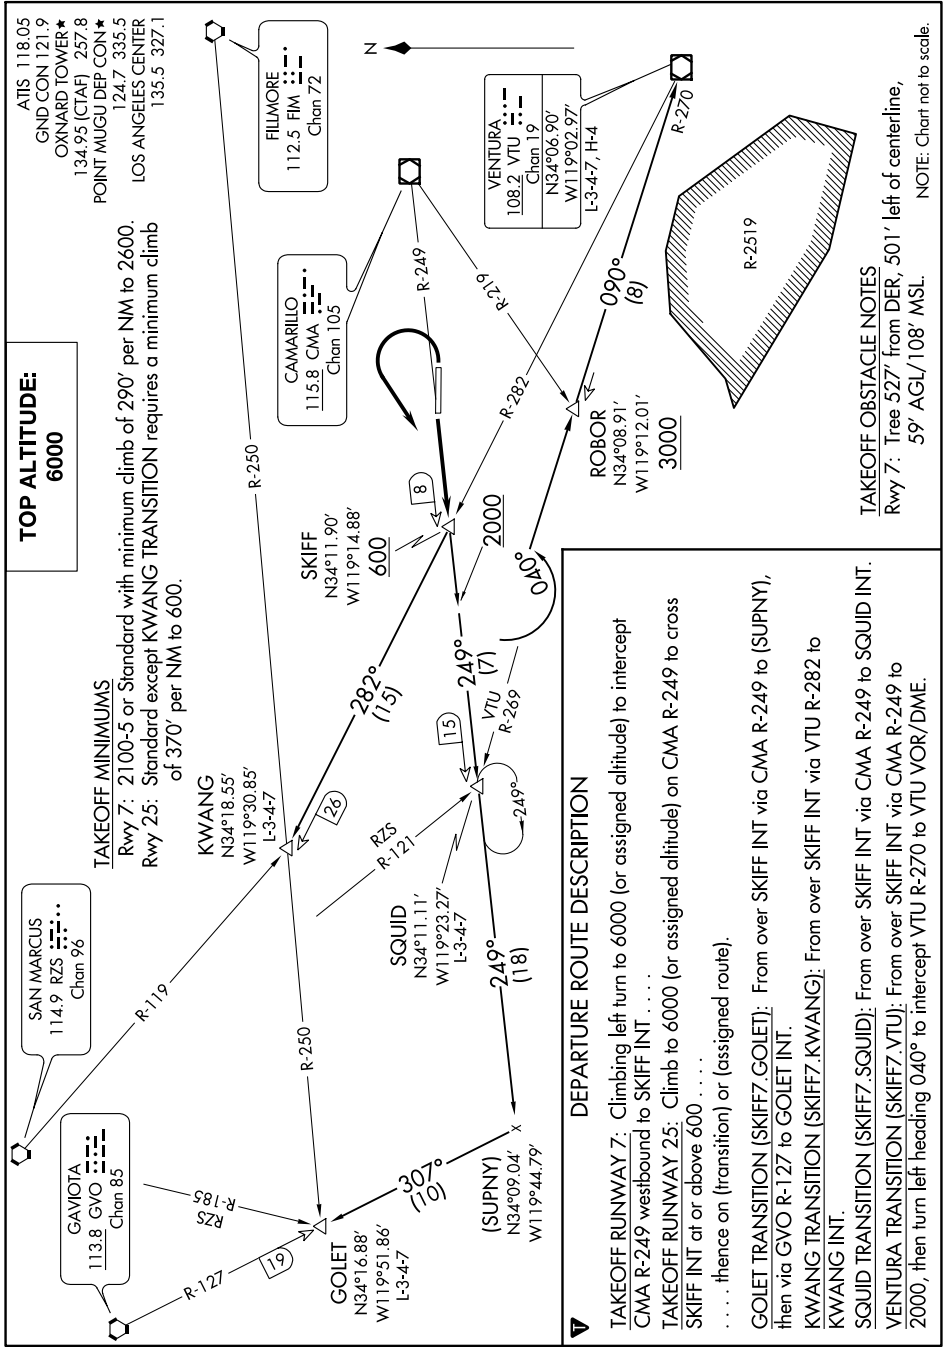 TOP ALTITUDE:
6000
ATIS 118.05
GND CON 121.9
OXNARD TOWER★
134.95 (CTAF) 257.8
POINT MUGU DEP CON★
124.7 335.5
LOS ANGELES CENTER
135.5 327.1
TAKEOFF MINIMUMS
Rwy 7: 2100-5 or Standard with minimum climb of 290' per NM to 2600.
Rwy 25: Standard except KWANG TRANSITION requires a minimum climb
of 370' per NM to 600.
SAN MARCUS
114.9 RZS
Chan 96
GAVIOTA
113.8 GVO
Chan 85
FILLMORE
112.5 FIM
Chan 72
CAMARILLO
115.8 CMA
Chan 105
VENTURA
108.2 VTU
Chan 19
N34°06.90'
W119°02.97'
L-3-4-7, H-4
N
KWANG
N34°18.55'
W119°30.85'
L-3-4-7
SKIFF
N34°11.90'
W119°14.88'
600
SQUID
N34°11.11'
W119°23.27'
L-3-4-7
GOLET
N34°16.88'
W119°51.86'
L-3-4-7
(SUPNY)
N34°09.04'
W119°44.79'
ROBOR
N34°08.91'
W119°12.01'
3000
R-119
R-127
19
RZS
R-185
R-250
R-250
26
RZS
R-121
282°
(15)
8
R-249
R-219
R-282
R-270
2000
249°
(7)
15
VTU
R-269
249°
249°
(18)
307°
(10)
X
040°
090°
(8)
R-2519
TAKEOFF OBSTACLE NOTES
Rwy 7: Tree 527' from DER, 501' left of centerline,
59' AGL/108' MSL.
NOTE: Chart not to scale.
T
DEPARTURE ROUTE DESCRIPTION
TAKEOFF RUNWAY 7: Climbing left turn to 6000 (or assigned altitude) to intercept
CMA R-249 westbound to SKIFF INT . . . .
TAKEOFF RUNWAY 25: Climb to 6000 (or assigned altitude) on CMA R-249 to cross
SKIFF INT at or above 600 . . . .
. . . . thence on (transition) or (assigned route).
GOLET TRANSITION (SKIFF7.GOLET): From over SKIFF INT via CMA R-249 to (SUPNY),
then via GVO R-127 to GOLET INT.
KWANG TRANSITION (SKIFF7.KWANG): From over SKIFF INT via VTU R-282 to
KWANG INT.
SQUID TRANSITION (SKIFF7.SQUID): From over SKIFF INT via CMA R-249 to SQUID INT.
VENTURA TRANSITION (SKIFF7.VTU): From over SKIFF INT via CMA R-249 to
2000, then turn left heading 040° to intercept VTU R-270 to VTU VOR/DME.